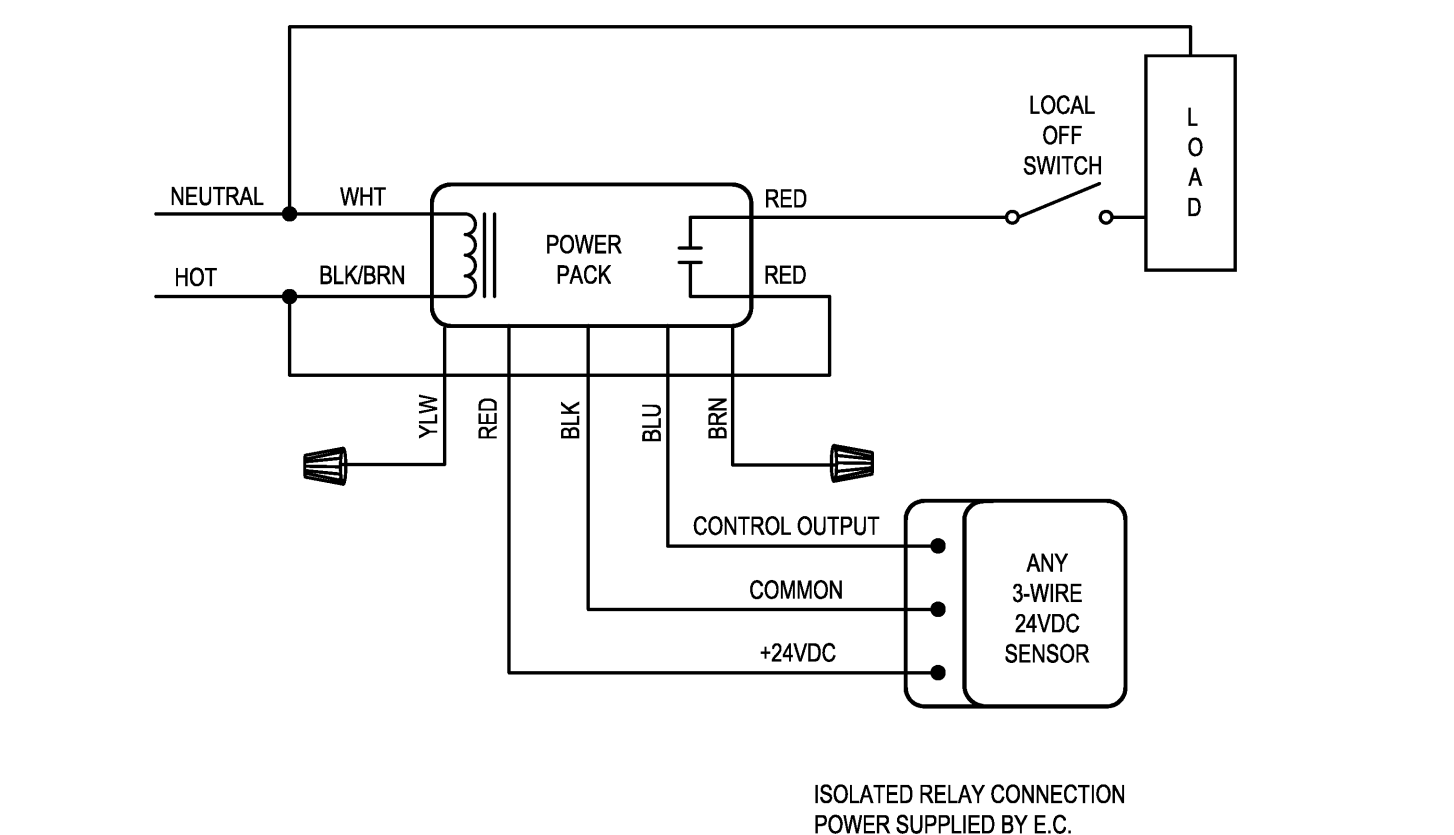 LOCAL
OFF
SWITCH
L
O
A
D
NEUTRAL
WHT
RED
POWER
PACK
HOT
BLK/BRN
RED
YLW
RED
BLK
BLU
BRN
CONTROL OUTPUT
COMMON
+24VDC
ANY
3-WIRE
24VDC
SENSOR
ISOLATED RELAY CONNECTION
POWER SUPPLIED BY E.C.